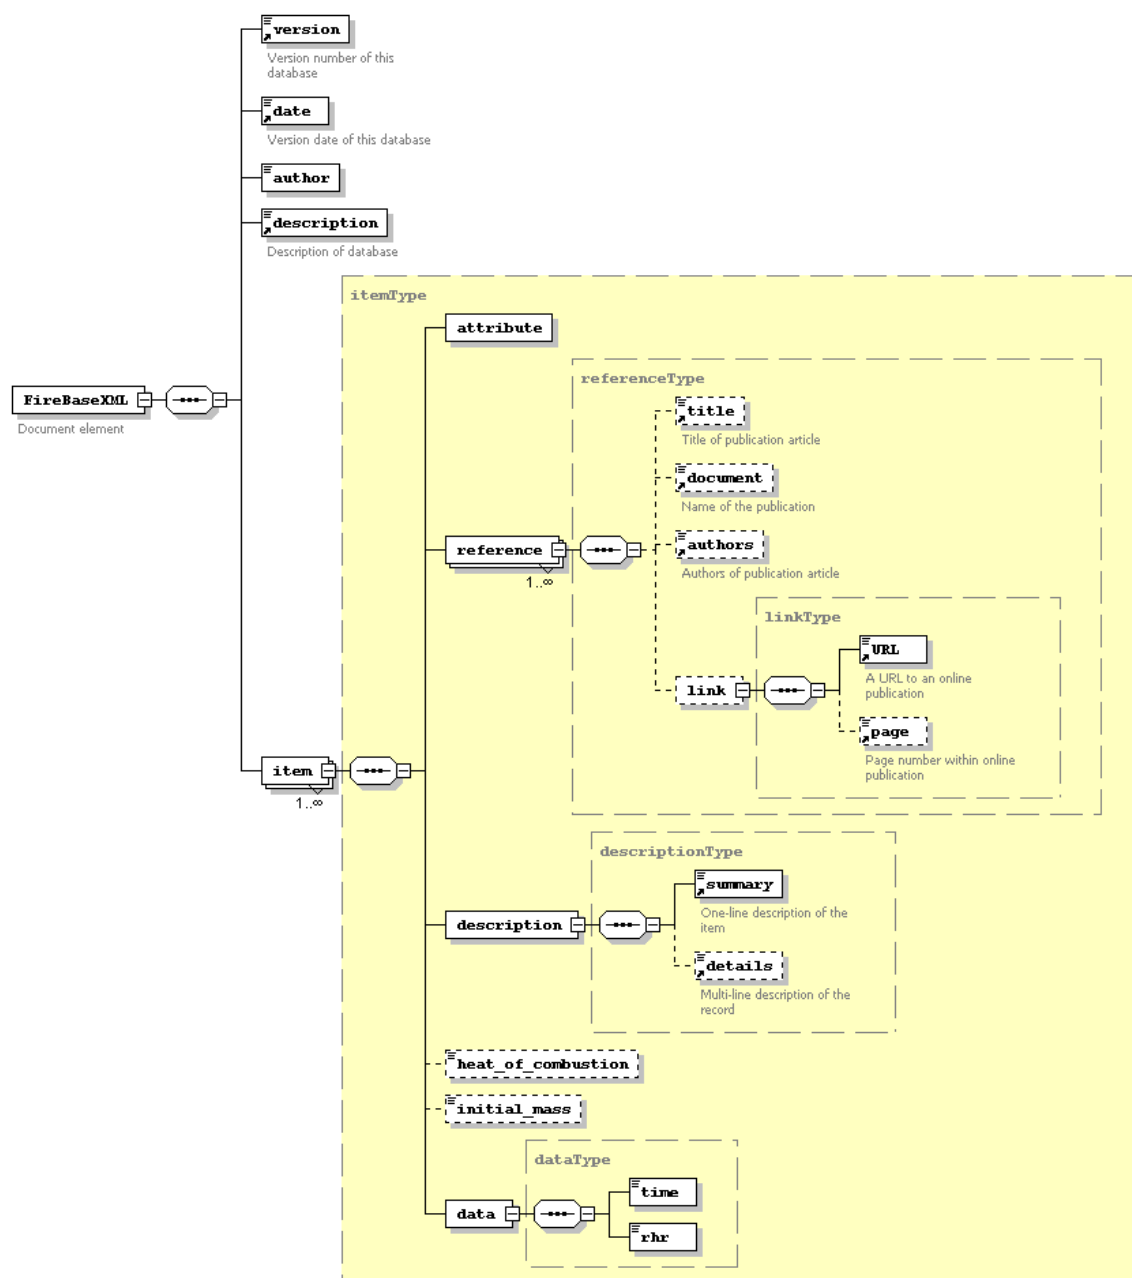 version
Version number of this
database
date
Version date of this database
author
description
Description of database
itemType
attribute
FireBaseXML
Document element
referenceType
title
Title of publication article
document
Name of the publication
authors
Authors of publication article
reference
1..∞
linkType
URL
A URL to an online
publication
link
page
Page number within online
publication
item
1..∞
descriptionType
summary
One-line description of the
item
description
details
Multi-line description of the
record
heat_of_combustion
initial_mass
dataType
time
data
rhr